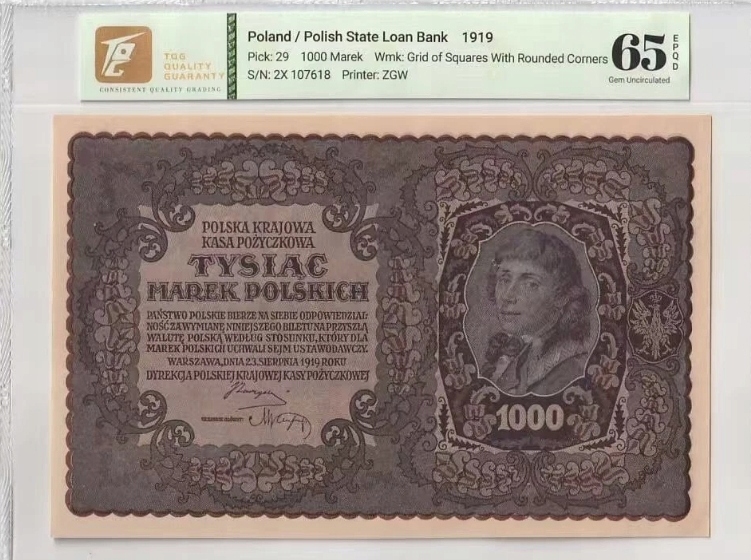 Poland / Polish State Loan Bank 1919
Pick: 29 1000 Marek Wmk: Grid of Squares With Rounded Corners
S/N: 2X 107618 Printer: ZGW
65
EPQD
Gem Uncirculated
TGG
QUALITY
GUARANTY
CONSISTENT QUALITY GRADING
POLSKA KRAJOWA
KASA POŻYCZKOWA
TYSIĄC
MAREK POLSKICH
PAŃSTWO POLSKIE BIERZE NA SIEBIE ODPOWIEDZIAL-
NOŚĆ ZA WYMIANĘ NINIEJSZEGO BILETU NA PRZYSZŁĄ
WALUTĘ POLSKĄ WEDŁUG STOSUNKU, KTÓRY DLA
MAREK POLSKICH UCHWALI SEJM USTAWODAWCZY.
WARSZAWA, DNIA 23. SIERPNIA 1919 ROKU
DYREKCJA POLSKIEJ KRAJOWEJ KASY POŻYCZKOWEJ
1000